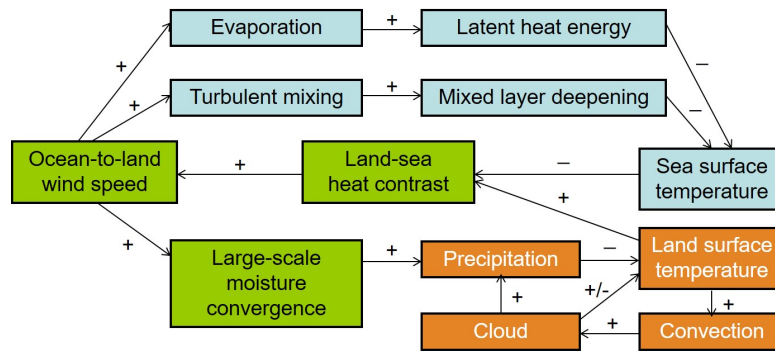 Evaporation
+
Latent heat energy
+
–
Turbulent mixing
+
Mixed layer deepening
+
–
Ocean-to-land
wind speed
+
Land-sea
heat contrast
–
Sea surface
temperature
+
+
Large-scale
moisture
convergence
+
Precipitation
–
Land surface
temperature
+
+/-
+
Cloud
+
Convection